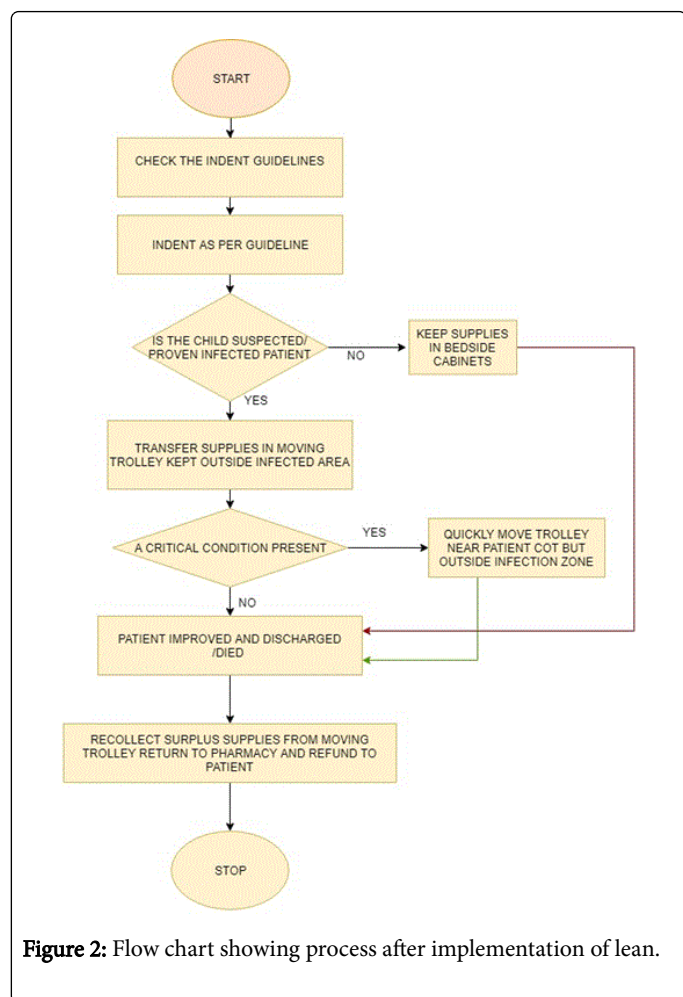 START
CHECK THE INDENT GUIDELINES
INDENT AS PER GUIDELINE
IS THE CHILD SUSPECTED/
PROVEN INFECTED PATIENT
NO
KEEP SUPPLIES
IN BEDSIDE
CABINETS
YES
TRANSFER SUPPLIES IN MOVING
TROLLEY KEPT OUTSIDE INFECTED AREA
A CRITICAL CONDITION PRESENT
YES
QUICKLY MOVE TROLLEY
NEAR PATIENT COT BUT
OUTSIDE INFECTION ZONE
NO
PATIENT IMPROVED AND DISCHARGED
/DIED
RECOLLECT SURPLUS SUPPLIES FROM MOVING
TROLLEY RETURN TO PHARMACY AND REFUND TO
PATIENT
STOP
Figure 2: Flow chart showing process after implementation of lean.